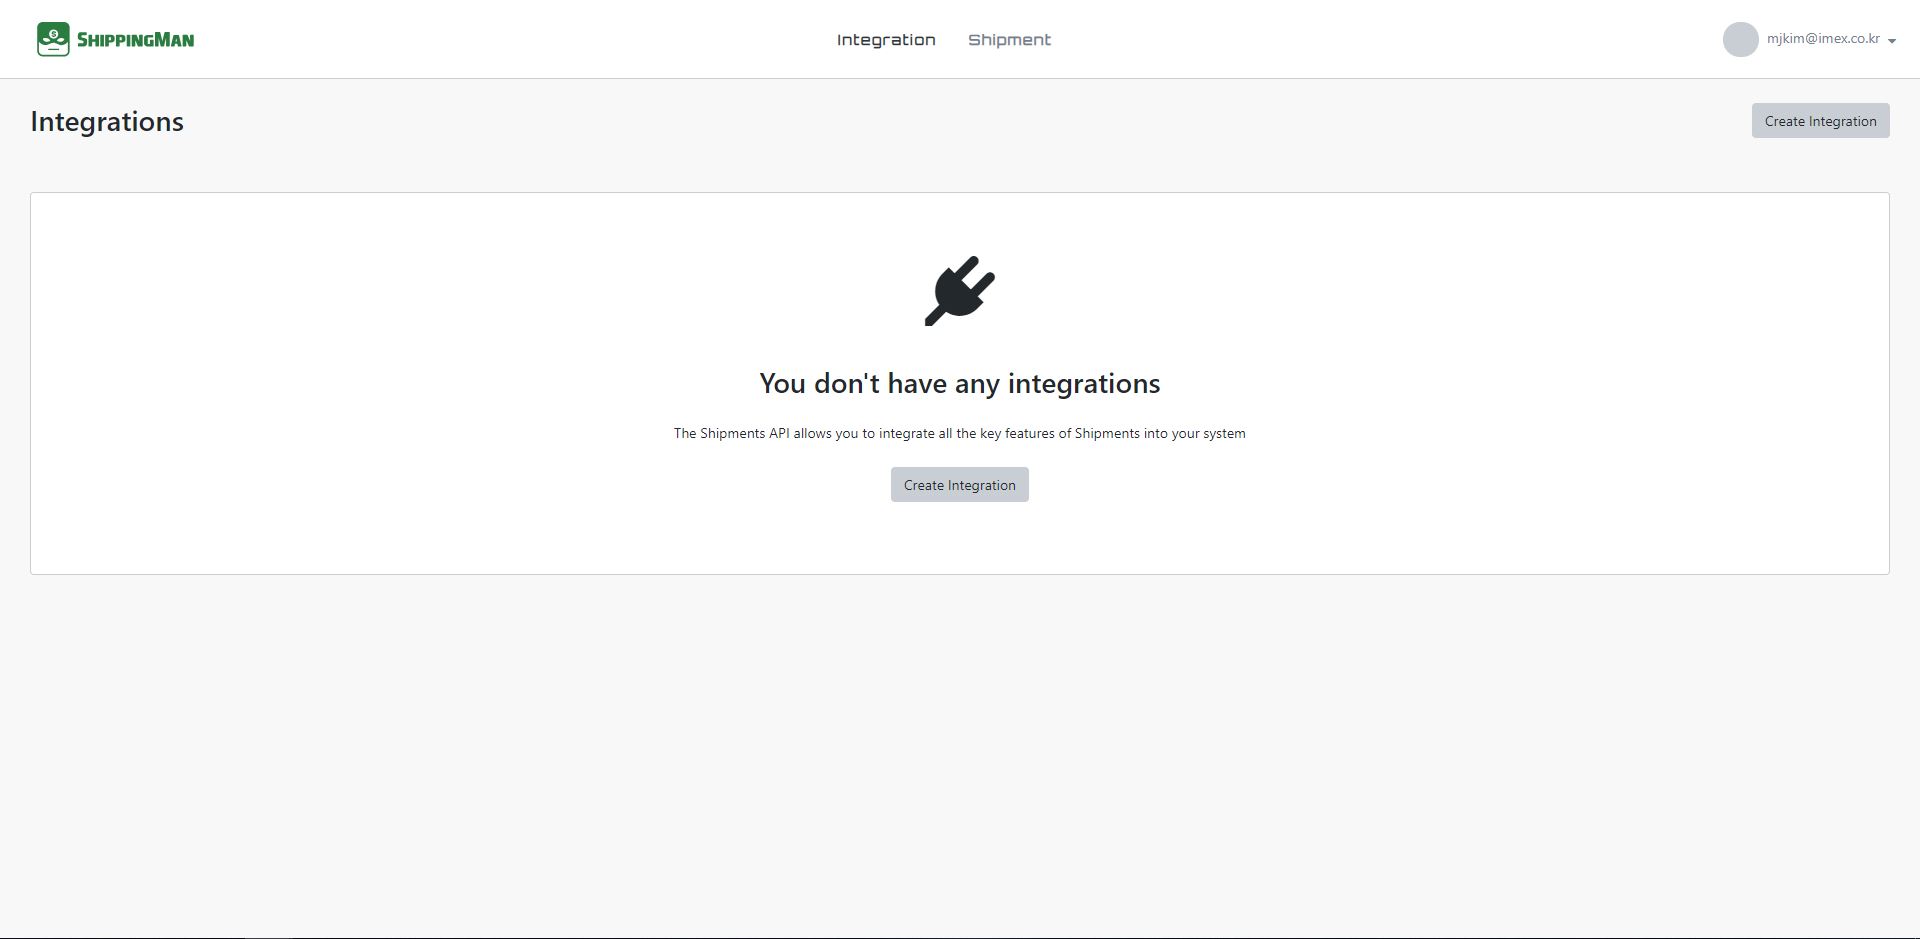 ShippingMan
Integration
Shipment
mjkim@imex.co.kr
Integrations
Create Integration
You don't have any integrations
The Shipments API allows you to integrate all the key features of Shipments into your system
Create Integration